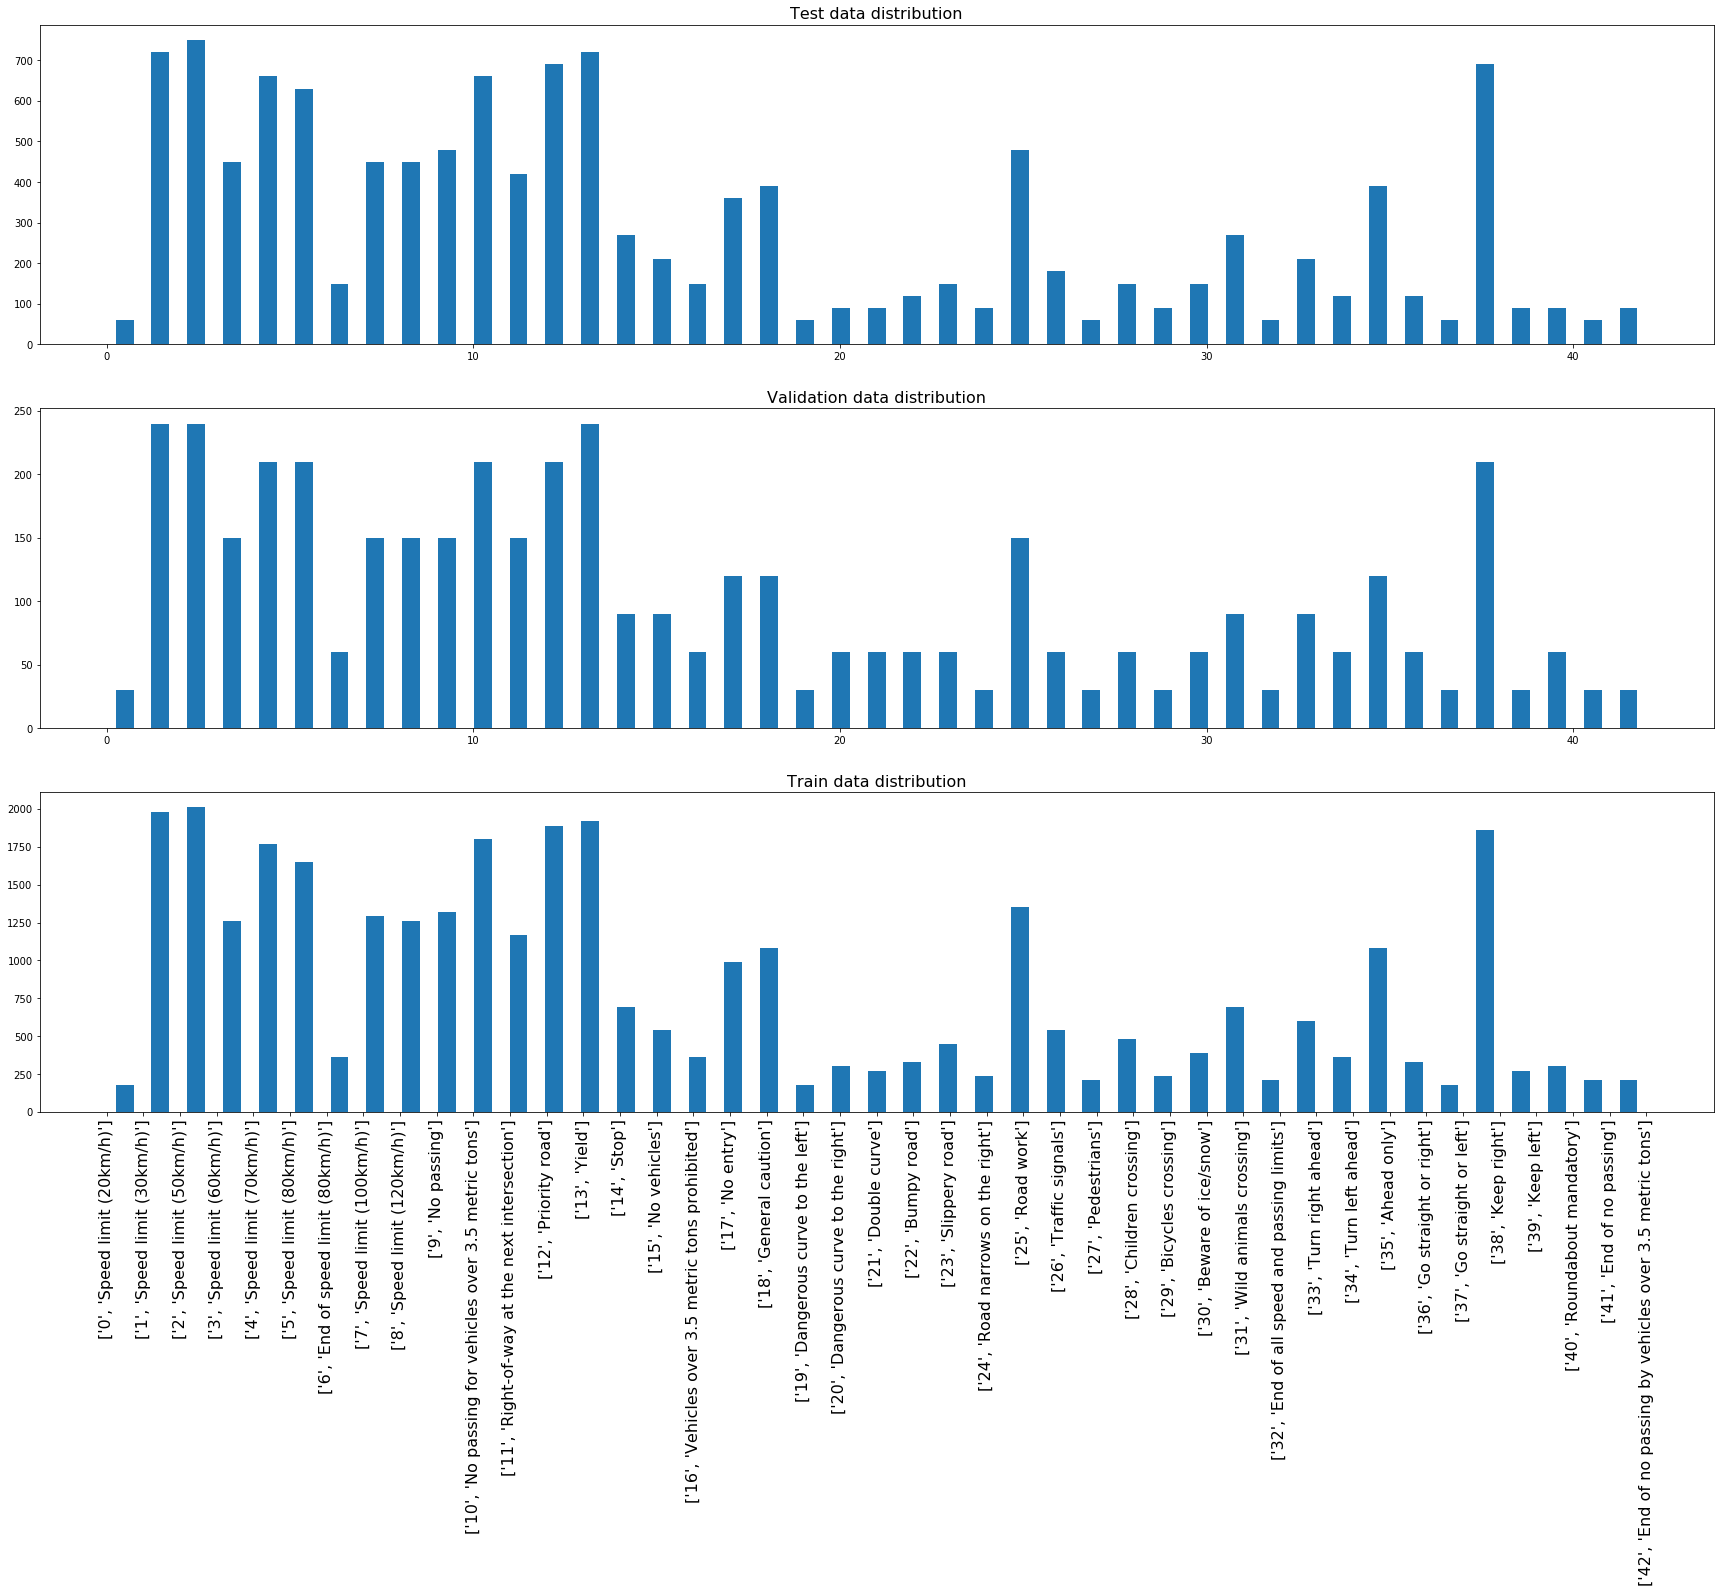 Test data distribution
700
600
500
400
300
200
100
0
0 10 20 30 40
Validation data distribution
250
200
150
100
50
0
0 10 20 30 40
Train data distribution
2000
1750
1500
1250
1000
750
500
250
0
['0', 'Speed limit (20km/h)']
['1', 'Speed limit (30km/h)']
['2', 'Speed limit (50km/h)']
['3', 'Speed limit (60km/h)']
['4', 'Speed limit (70km/h)']
['5', 'Speed limit (80km/h)']
['6', 'End of speed limit (80km/h)']
['7', 'Speed limit (100km/h)']
['8', 'Speed limit (120km/h)']
['9', 'No passing']
['10', 'No passing for vehicles over 3.5 metric tons']
['11', 'Right-of-way at the next intersection']
['12', 'Priority road']
['13', 'Yield']
['14', 'Stop']
['15', 'No vehicles']
['16', 'Vehicles over 3.5 metric tons prohibited']
['17', 'No entry']
['18', 'General caution']
['19', 'Dangerous curve to the left']
['20', 'Dangerous curve to the right']
['21', 'Double curve']
['22', 'Bumpy road']
['23', 'Slippery road']
['24', 'Road narrows on the right']
['25', 'Road work']
['26', 'Traffic signals']
['27', 'Pedestrians']
['28', 'Children crossing']
['29', 'Bicycles crossing']
['30', 'Beware of ice/snow']
['31', 'Wild animals crossing']
['32', 'End of all speed and passing limits']
['33', 'Turn right ahead']
['34', 'Turn left ahead']
['35', 'Ahead only']
['36', 'Go straight or right']
['37', 'Go straight or left']
['38', 'Keep right']
['39', 'Keep left']
['40', 'Roundabout mandatory']
['41', 'End of no passing']
['42', 'End of no passing by vehicles over 3.5 metric tons']